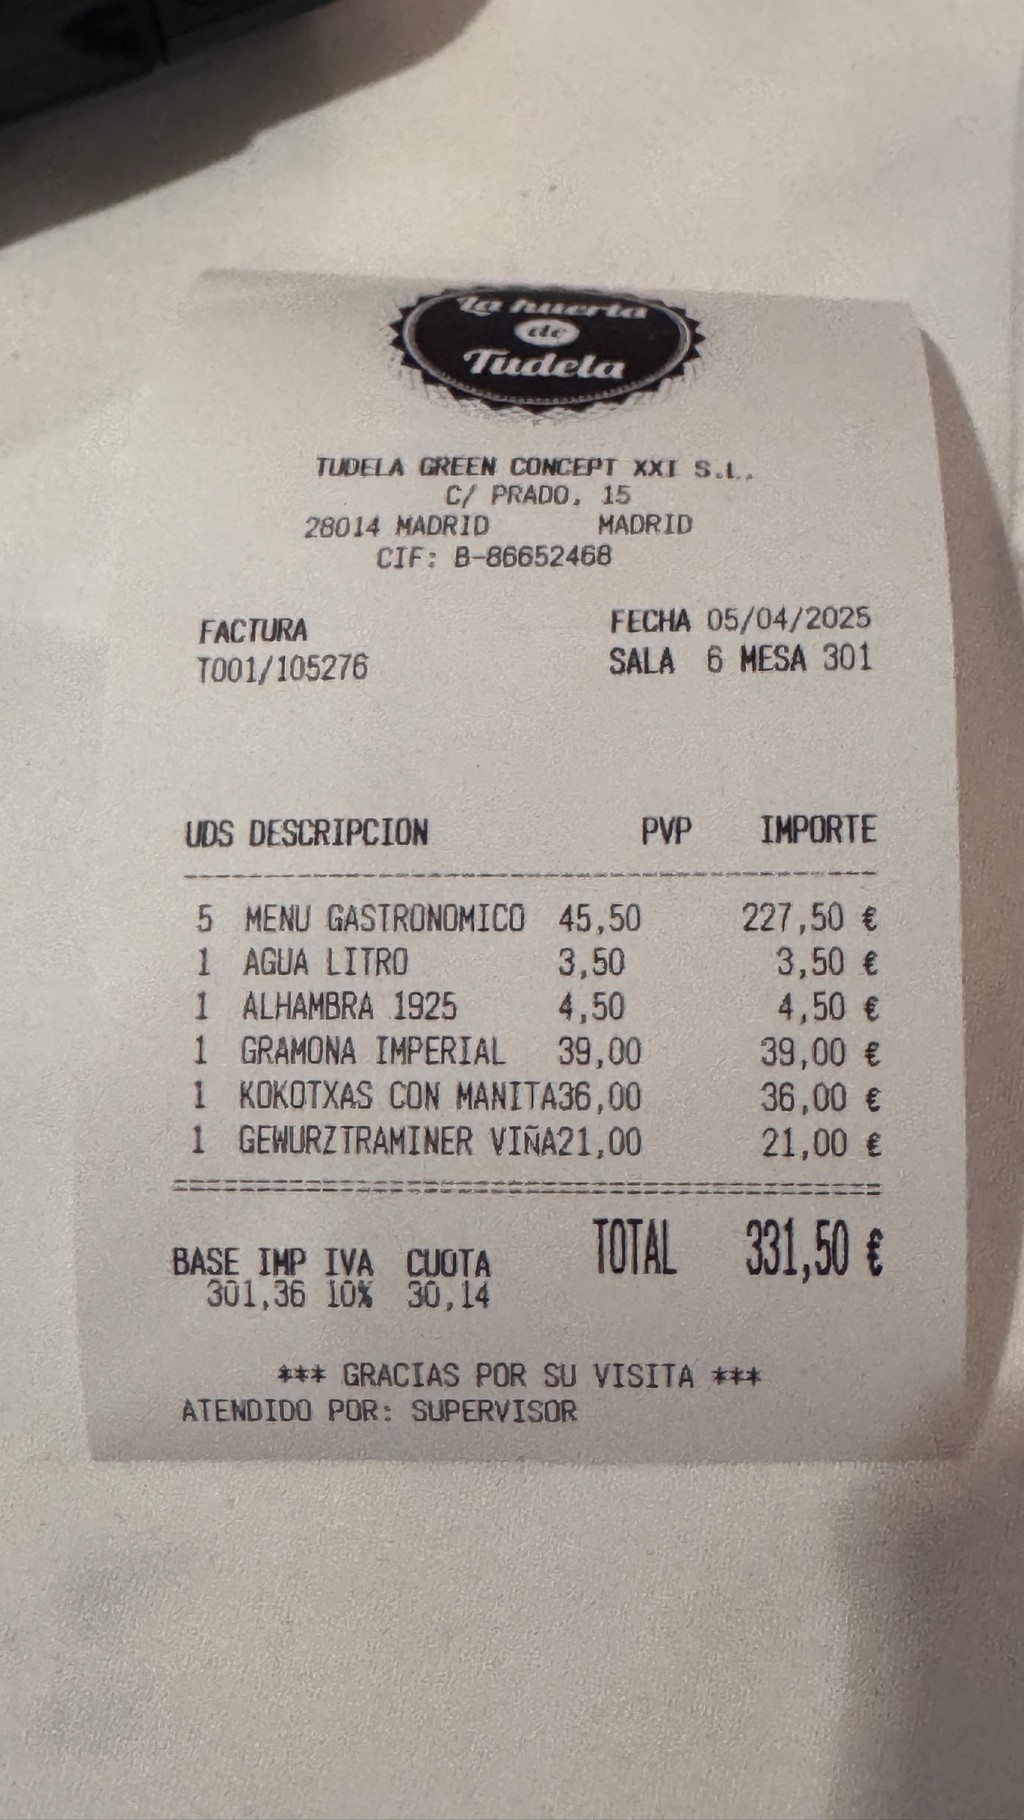 La huerta
de
Tudela
TUDELA GREEN CONCEPT XXI S.L.
C/ PRADO, 15
28014 MADRID MADRID
CIF: B-86652468
FACTURA FECHA 05/04/2025
T001/105276 SALA 6 MESA 301
UDS DESCRIPCION PVP IMPORTE
5 MENU GASTRONOMICO 45,50 227,50 €
1 AGUA LITRO 3,50 3,50 €
1 ALHAMBRA 1925 4,50 4,50 €
1 GRAMONA IMPERIAL 39,00 39,00 €
1 KOKOTXAS CON MANITA36,00 36,00 €
1 GEWURZTRAMINER VIÑA21,00 21,00 €
TOTAL 331,50 €
BASE IMP IVA CUOTA
301,36 10% 30,14
*** GRACIAS POR SU VISITA ***
ATENDIDO POR: SUPERVISOR